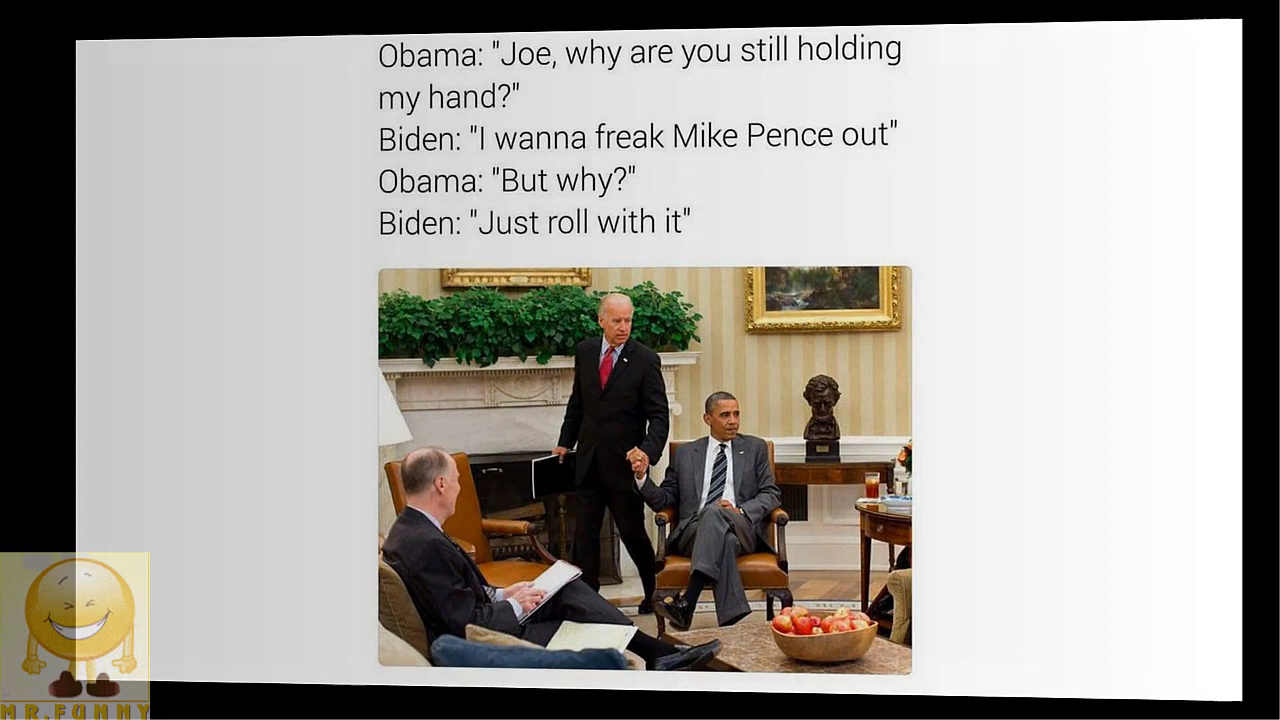 Obama: "Joe, why are you still holding
my hand?"
Biden: "I wanna freak Mike Pence out"
Obama: "But why?"
Biden: "Just roll with it"
MR.FUNNY